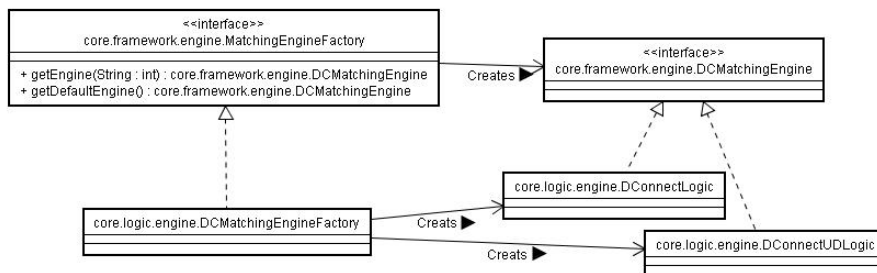 <<interface>>
core.framework.engine.MatchingEngineFactory
+ getEngine(String : int) : core.framework.engine.DCMatchingEngine
+ getDefaultEngine() : core.framework.engine.DCMatchingEngine
Creates
<<interface>>
core.framework.engine.DCMatchingEngine
core.logic.engine.DConnectLogic
core.logic.engine.DCMatchingEngineFactory
Creats
core.logic.engine.DConnectUDLogic
Creats